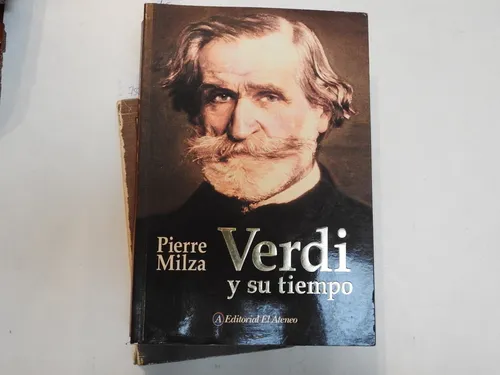 Pierre
Milza
Verdi
y su tiempo
A Editorial El Ateneo